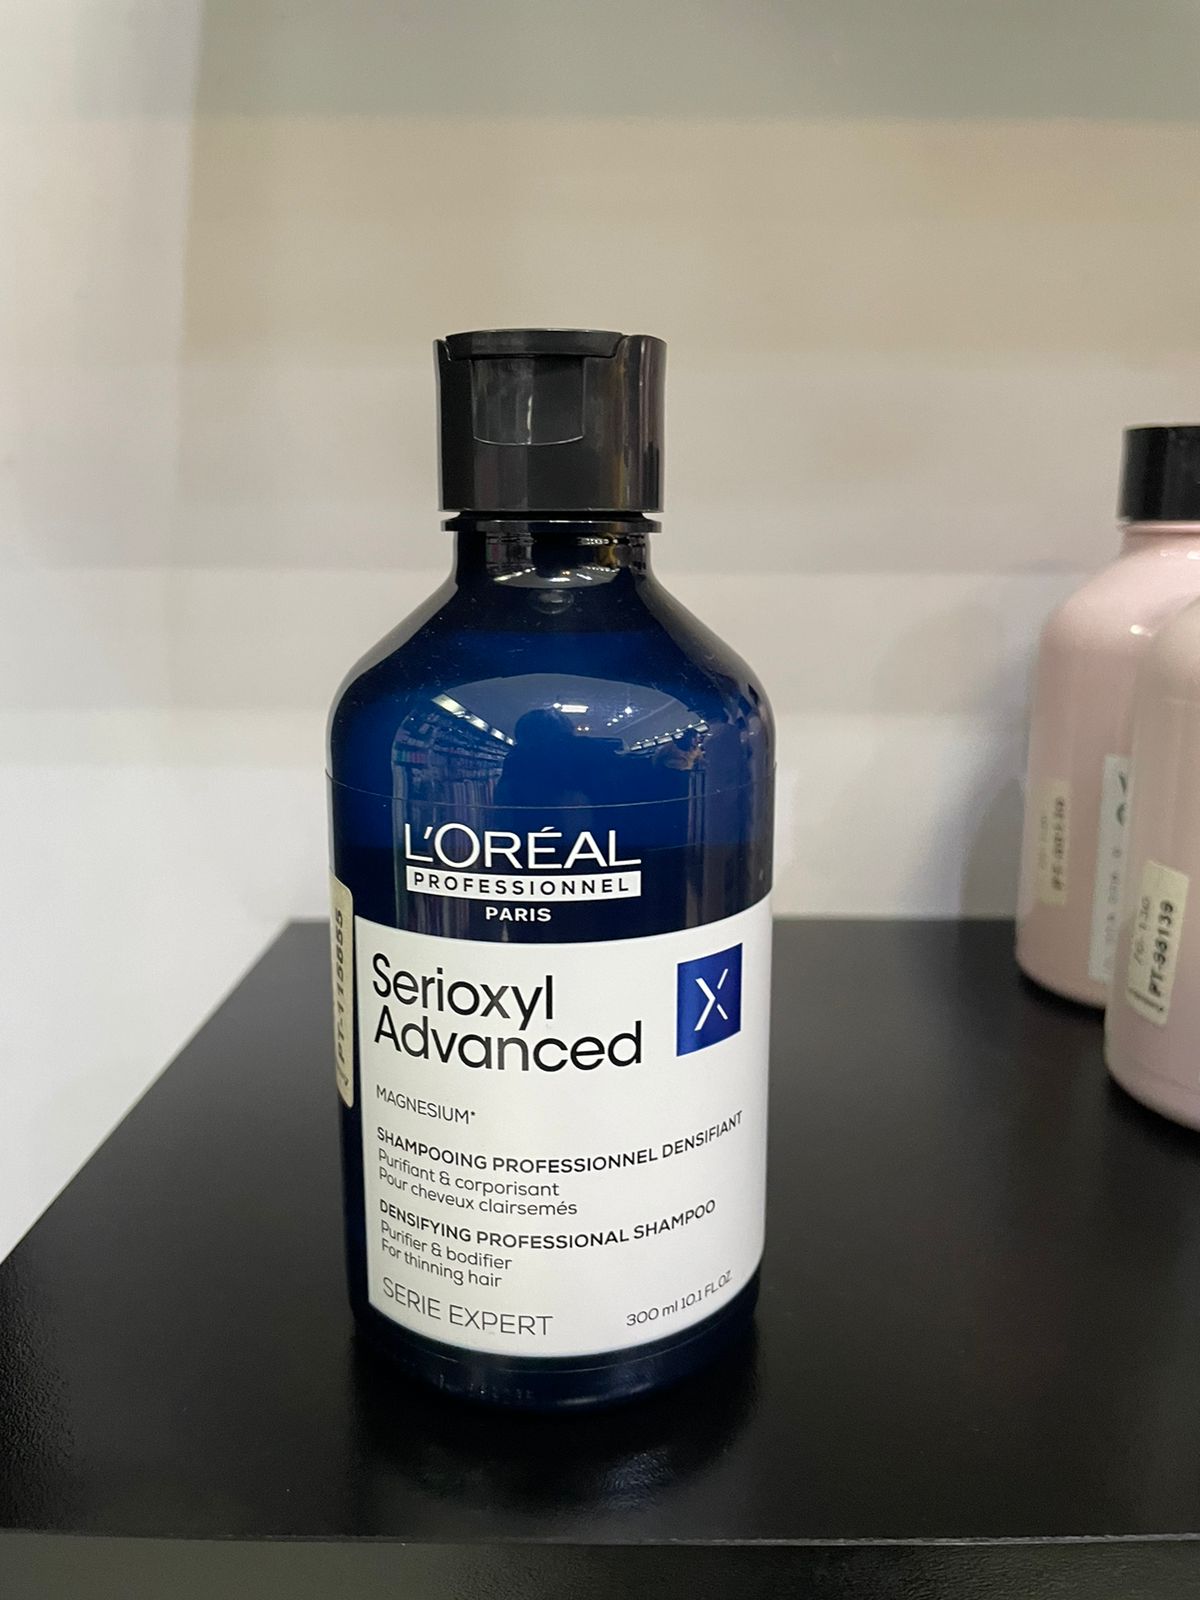 L'ORÉAL
PROFESSIONNEL
PARIS
Serioxyl
Advanced
X
MAGNESIUM*
SHAMPOOING PROFESSIONNEL DENSIFIANT
Purifiant & corporisant
Pour cheveux clairsemés
DENSIFYING PROFESSIONAL SHAMPOO
Purifier & bodifier
For thinning hair
SERIE EXPERT
300 ml 10.1 FL.OZ.